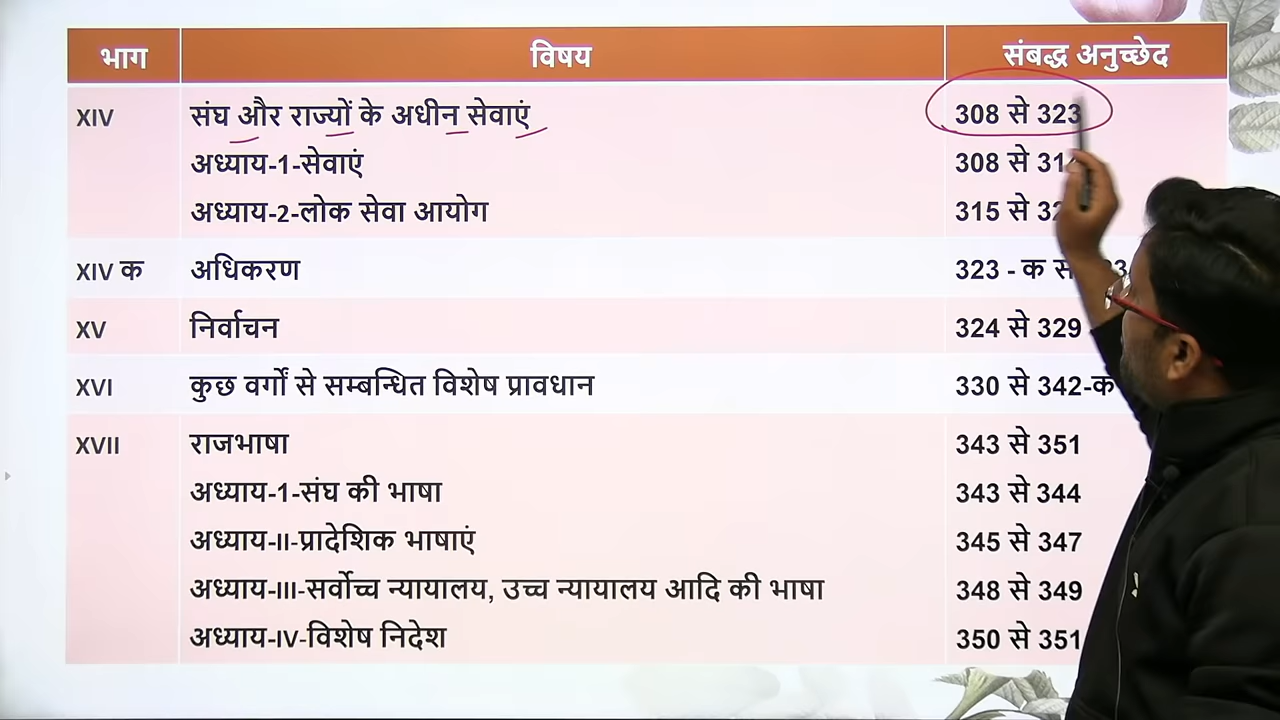 भाग विषय संबद्ध अनुच्छेद
XIV संघ और राज्यों के अधीन सेवाएं 308 से 323
अध्याय-1-सेवाएं 308 से
अध्याय-2-लोक सेवा आयोग 315 से
XIV क अधिकरण 323 - क
XV निर्वाचन 324 से 329
XVI कुछ वर्गों से सम्बन्धित विशेष प्रावधान 330 से 342-क
XVII राजभाषा 343 से 351
अध्याय-1-संघ की भाषा 343 से 344
अध्याय-II-प्रादेशिक भाषाएं 345 से 347
अध्याय-III-सर्वोच्च न्यायालय, उच्च न्यायालय आदि की भाषा 348 से 349
अध्याय-IV-विशेष निदेश 350 से 351